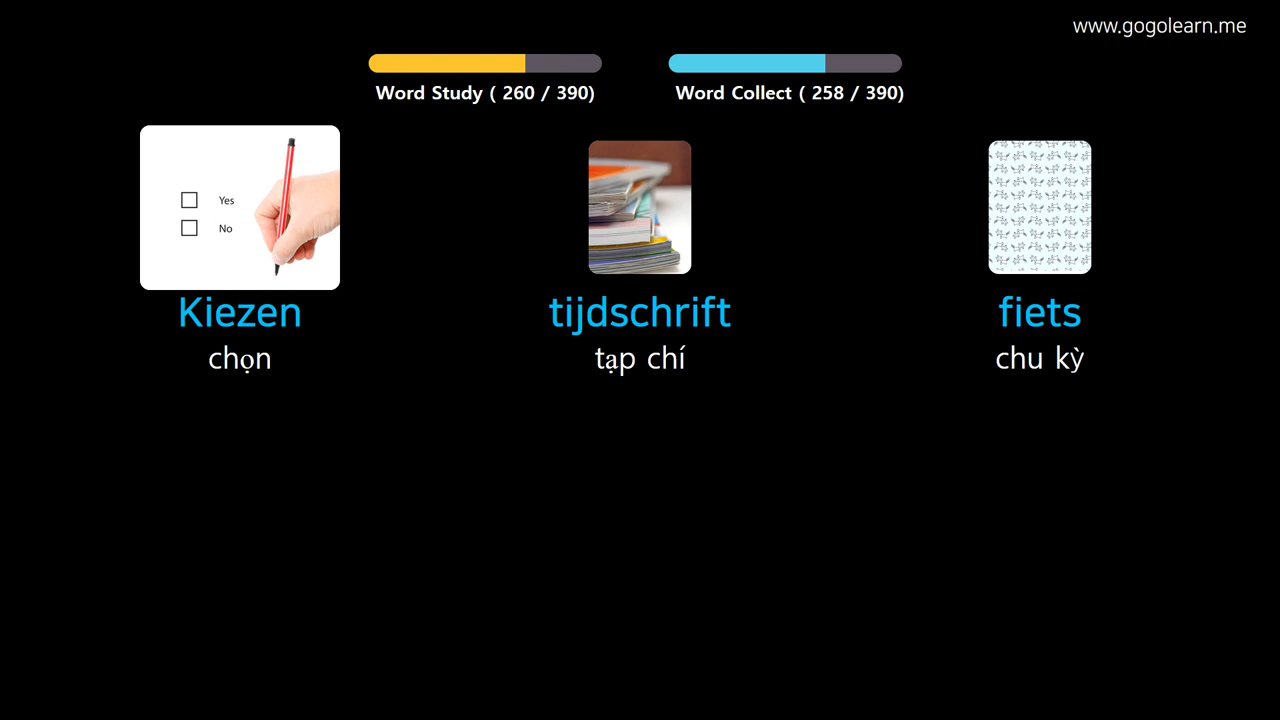 www.gogolearn.me
Word Study ( 260 / 390)
Word Collect ( 258 / 390)
Yes
No
Kiezen
tijdschrift
fiets
chọn
tạp chí
chu kỳ